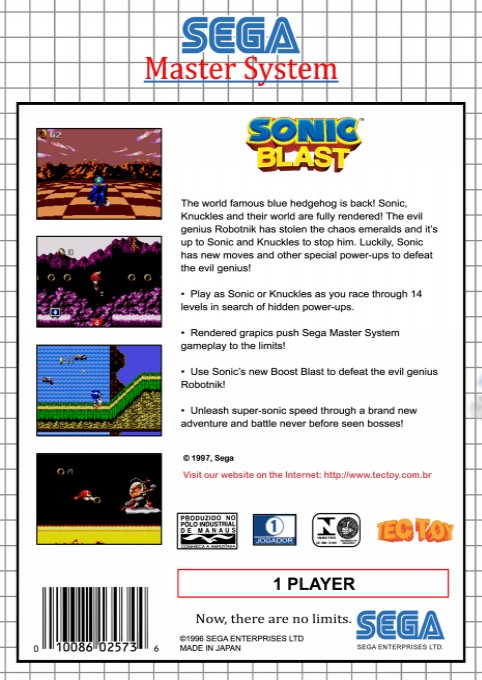 SEGA
Master System
SONIC
BLAST
The world famous blue hedgehog is back! Sonic,
Knuckles and their world are fully rendered! The evil
genius Robotnik has stolen the chaos emeralds and it's
up to Sonic and Knuckles to stop him. Luckily, Sonic
has new moves and other special power-ups to defeat
the evil genius!
• Play as Sonic or Knuckles as you race through 14
levels in search of hidden power-ups.
• Rendered grapics push Sega Master System
gameplay to the limits!
• Use Sonic's new Boost Blast to defeat the evil genius
Robotnik!
• Unleash super-sonic speed through a brand new
adventure and battle never before seen bosses!
© 1997, Sega
Visit our website on the Internet: http://www.tectoy.com.br
PRODUZIDO NO
PÓLO INDUSTRIAL
DE MANAUS
CONHEÇA A AMAZÔNIA
1
JOGADOR
TEC TOY
1 PLAYER
Now, there are no limits.
SEGA
©1996 SEGA ENTERPRISES LTD
MADE IN JAPAN
SEGA ENTERPRISES LTD.
0 10086 02573 6
62